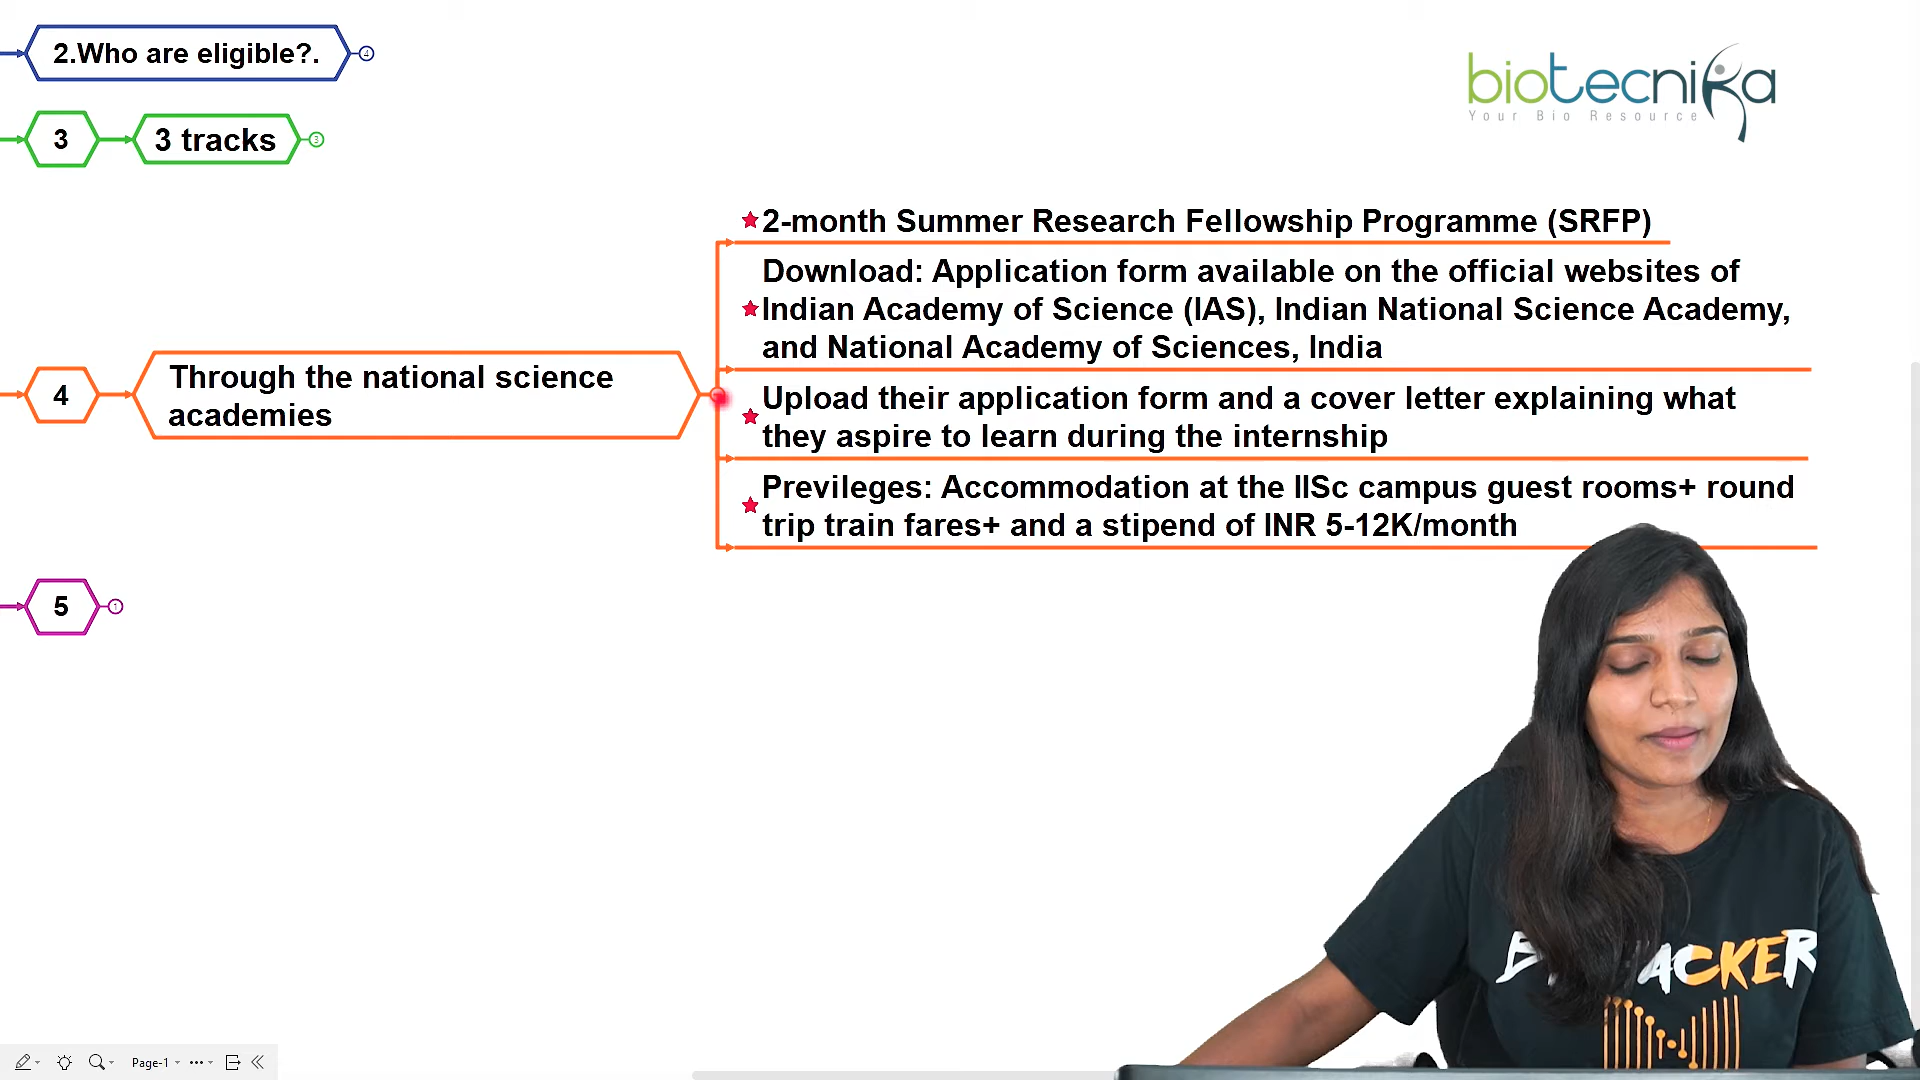 2.Who are eligible?.
4
biotecnika
Your Bio Resource
3
3 tracks
3
2-month Summer Research Fellowship Programme (SRFP)
Download: Application form available on the official websites of
Indian Academy of Science (IAS), Indian National Science Academy,
and National Academy of Sciences, India
4
Through the national science
academies
Upload their application form and a cover letter explaining what
they aspire to learn during the internship
Previleges: Accommodation at the IISc campus guest rooms+ round
trip train fares+ and a stipend of INR 5-12K/month
5
1
Page-1